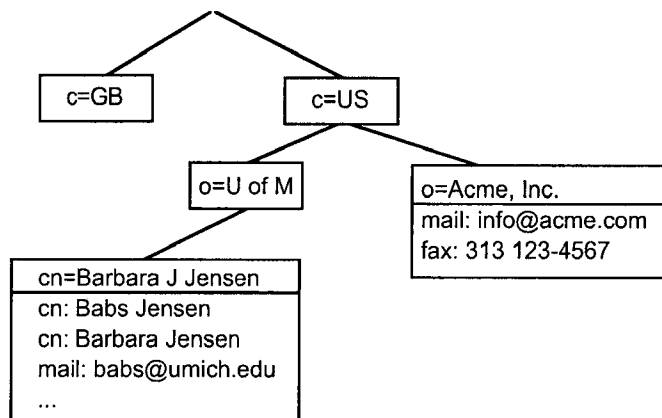 c=GB
c=US
o=U of M
o=Acme, Inc.
mail: info@acme.com
fax: 313 123-4567
cn=Barbara J Jensen
cn: Babs Jensen
cn: Barbara Jensen
mail: babs@umich.edu
...